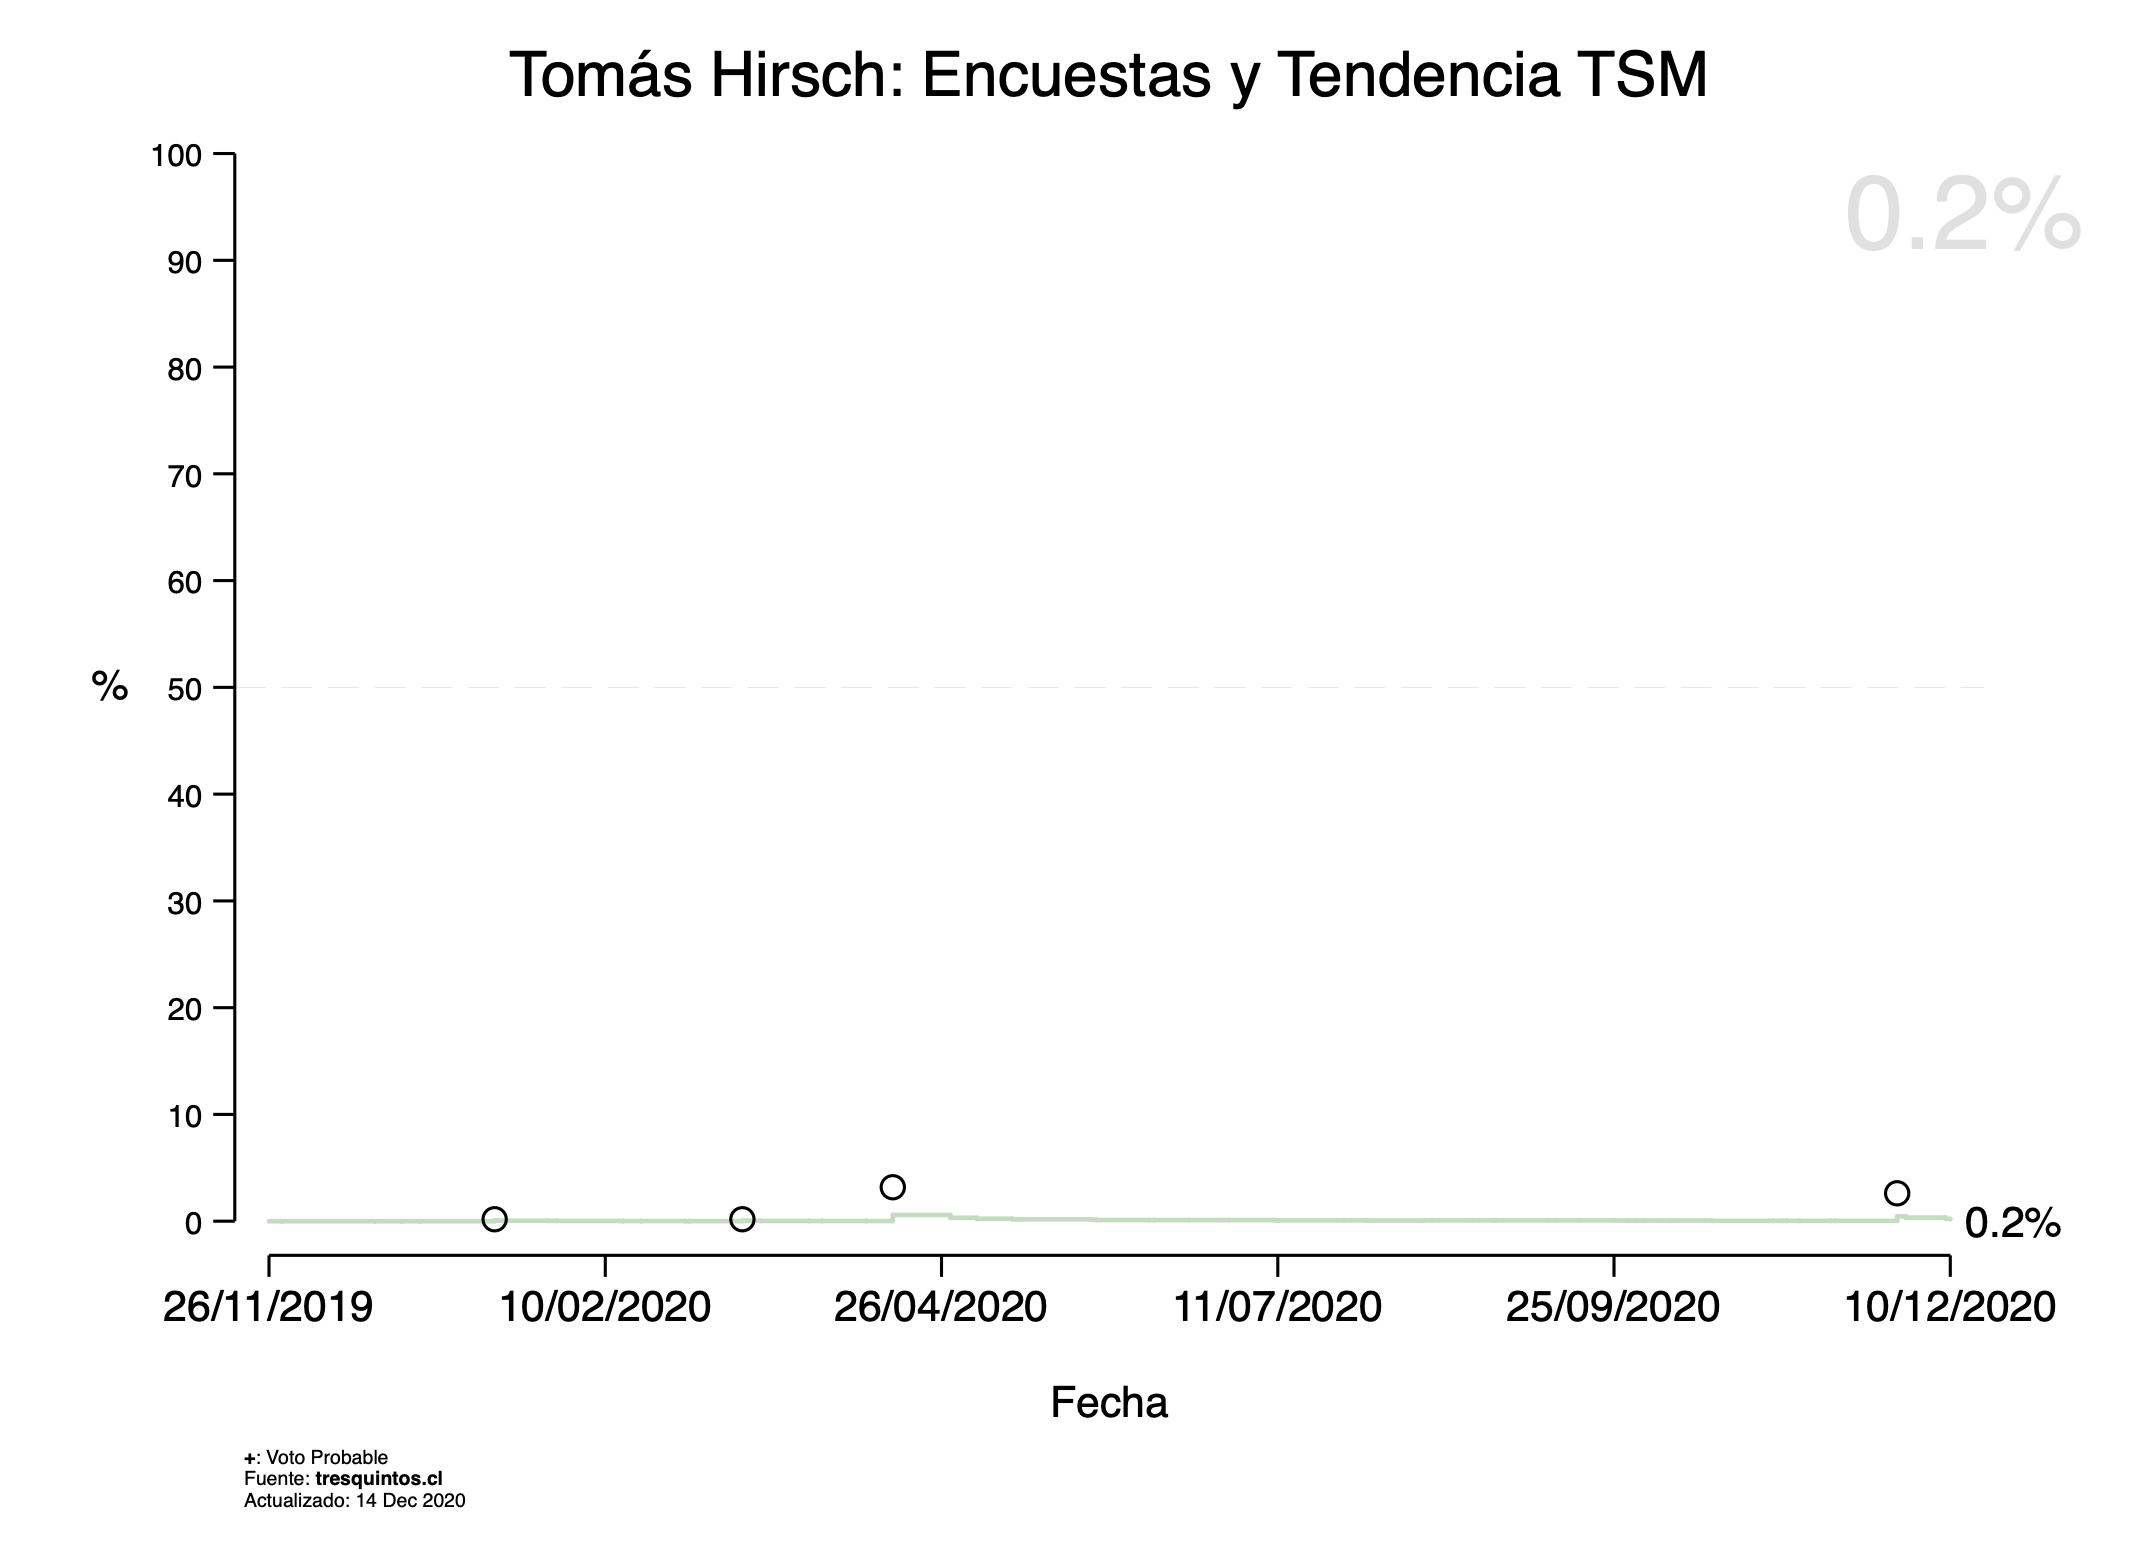 Tomás Hirsch: Encuestas y Tendencia TSM
0.2%
100
90
80
70
60
% 50
40
30
20
10
0
0.2%
26/11/2019 10/02/2020 26/04/2020 11/07/2020 25/09/2020 10/12/2020
Fecha
+: Voto Probable
Fuente: tresquintos.cl
Actualizado: 14 Dec 2020